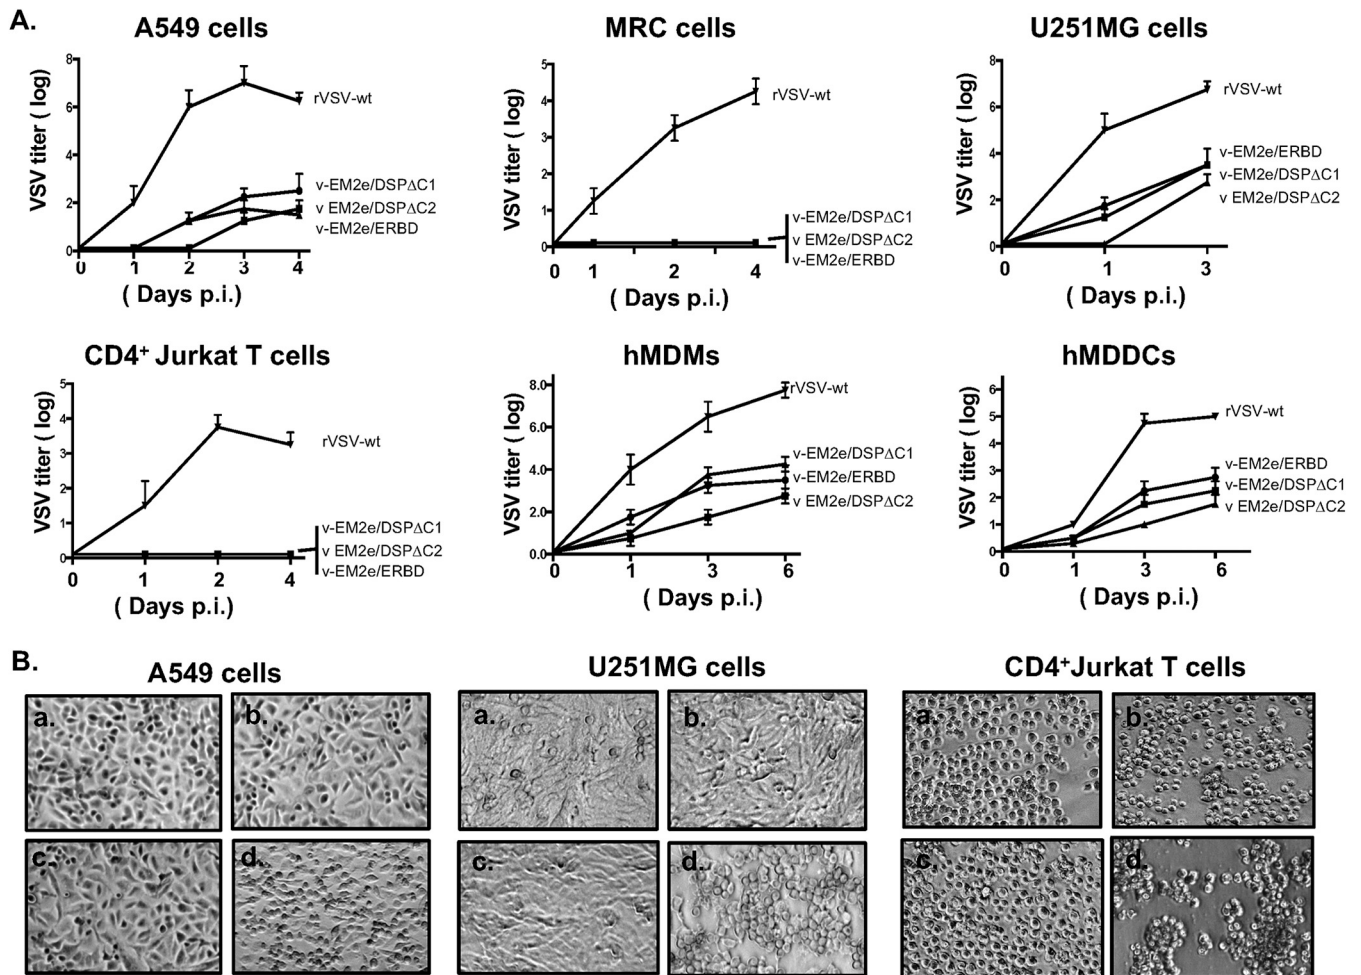 A.
A549 cells
VSV titer ( log)
8
6
4
2
0
0 1 2 3 4
( Days p.i.)
rVSV-wt
v-EM2e/DSPΔC1
v EM2e/DSPΔC2
v-EM2e/ERBD
MRC cells
VSV titer ( log)
5
4
3
2
1
0
0 1 2 4
( Days p.i.)
rVSV-wt
v-EM2e/DSPΔC1
v EM2e/DSPΔC2
v-EM2e/ERBD
U251MG cells
VSV titer ( log)
8
6
4
2
0
0 1 3
( Days p.i.)
rVSV-wt
v-EM2e/ERBD
v-EM2e/DSPΔC1
v EM2e/DSPΔC2
CD4⁺ Jurkat T cells
VSV titer ( log)
5
4
3
2
1
0
0 1 2 4
( Days p.i.)
rVSV-wt
v-EM2e/DSPΔC1
v EM2e/DSPΔC2
v-EM2e/ERBD
hMDMs
VSV titer ( log)
8.0
6.0
4.0
2.0
0.0
0 1 3 6
( Days p.i.)
rVSV-wt
v-EM2e/DSPΔC1
v-EM2e/ERBD
v EM2e/DSPΔC2
hMDDCs
VSV titer ( log)
6
5
4
3
2
1
0
0 1 3 6
( Days p.i.)
rVSV-wt
v-EM2e/ERBD
v-EM2e/DSPΔC1
v EM2e/DSPΔC2
B.
A549 cells
a. b.
c. d.
U251MG cells
a. b.
c. d.
CD4⁺Jurkat T cells
a. b.
c. d.